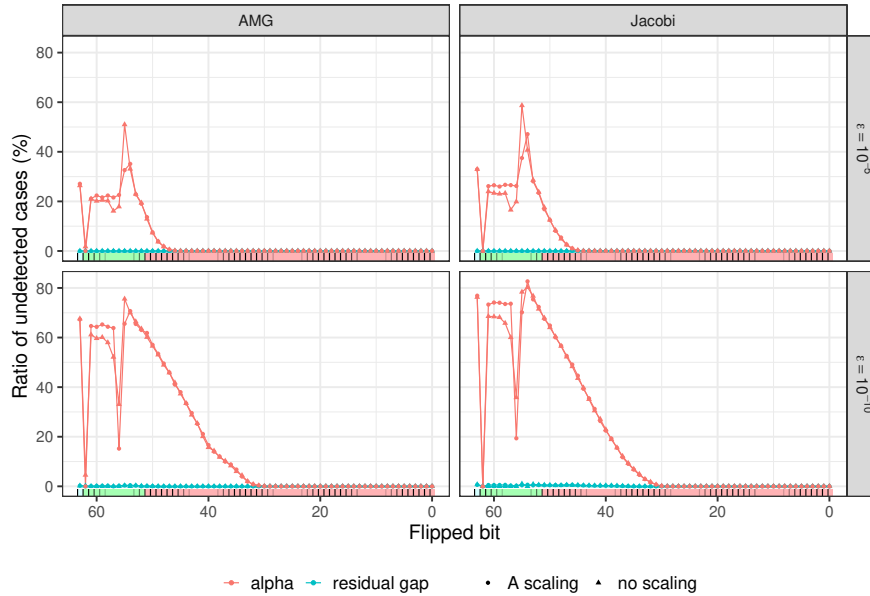 AMG
Jacobi
80
60
40
20
0
ε = 10⁻⁶
80
60
40
20
0
ε = 10⁻¹⁰
Ratio of undetected cases (%)
60 40 20 0
60 40 20 0
Flipped bit
alpha residual gap A scaling no scaling